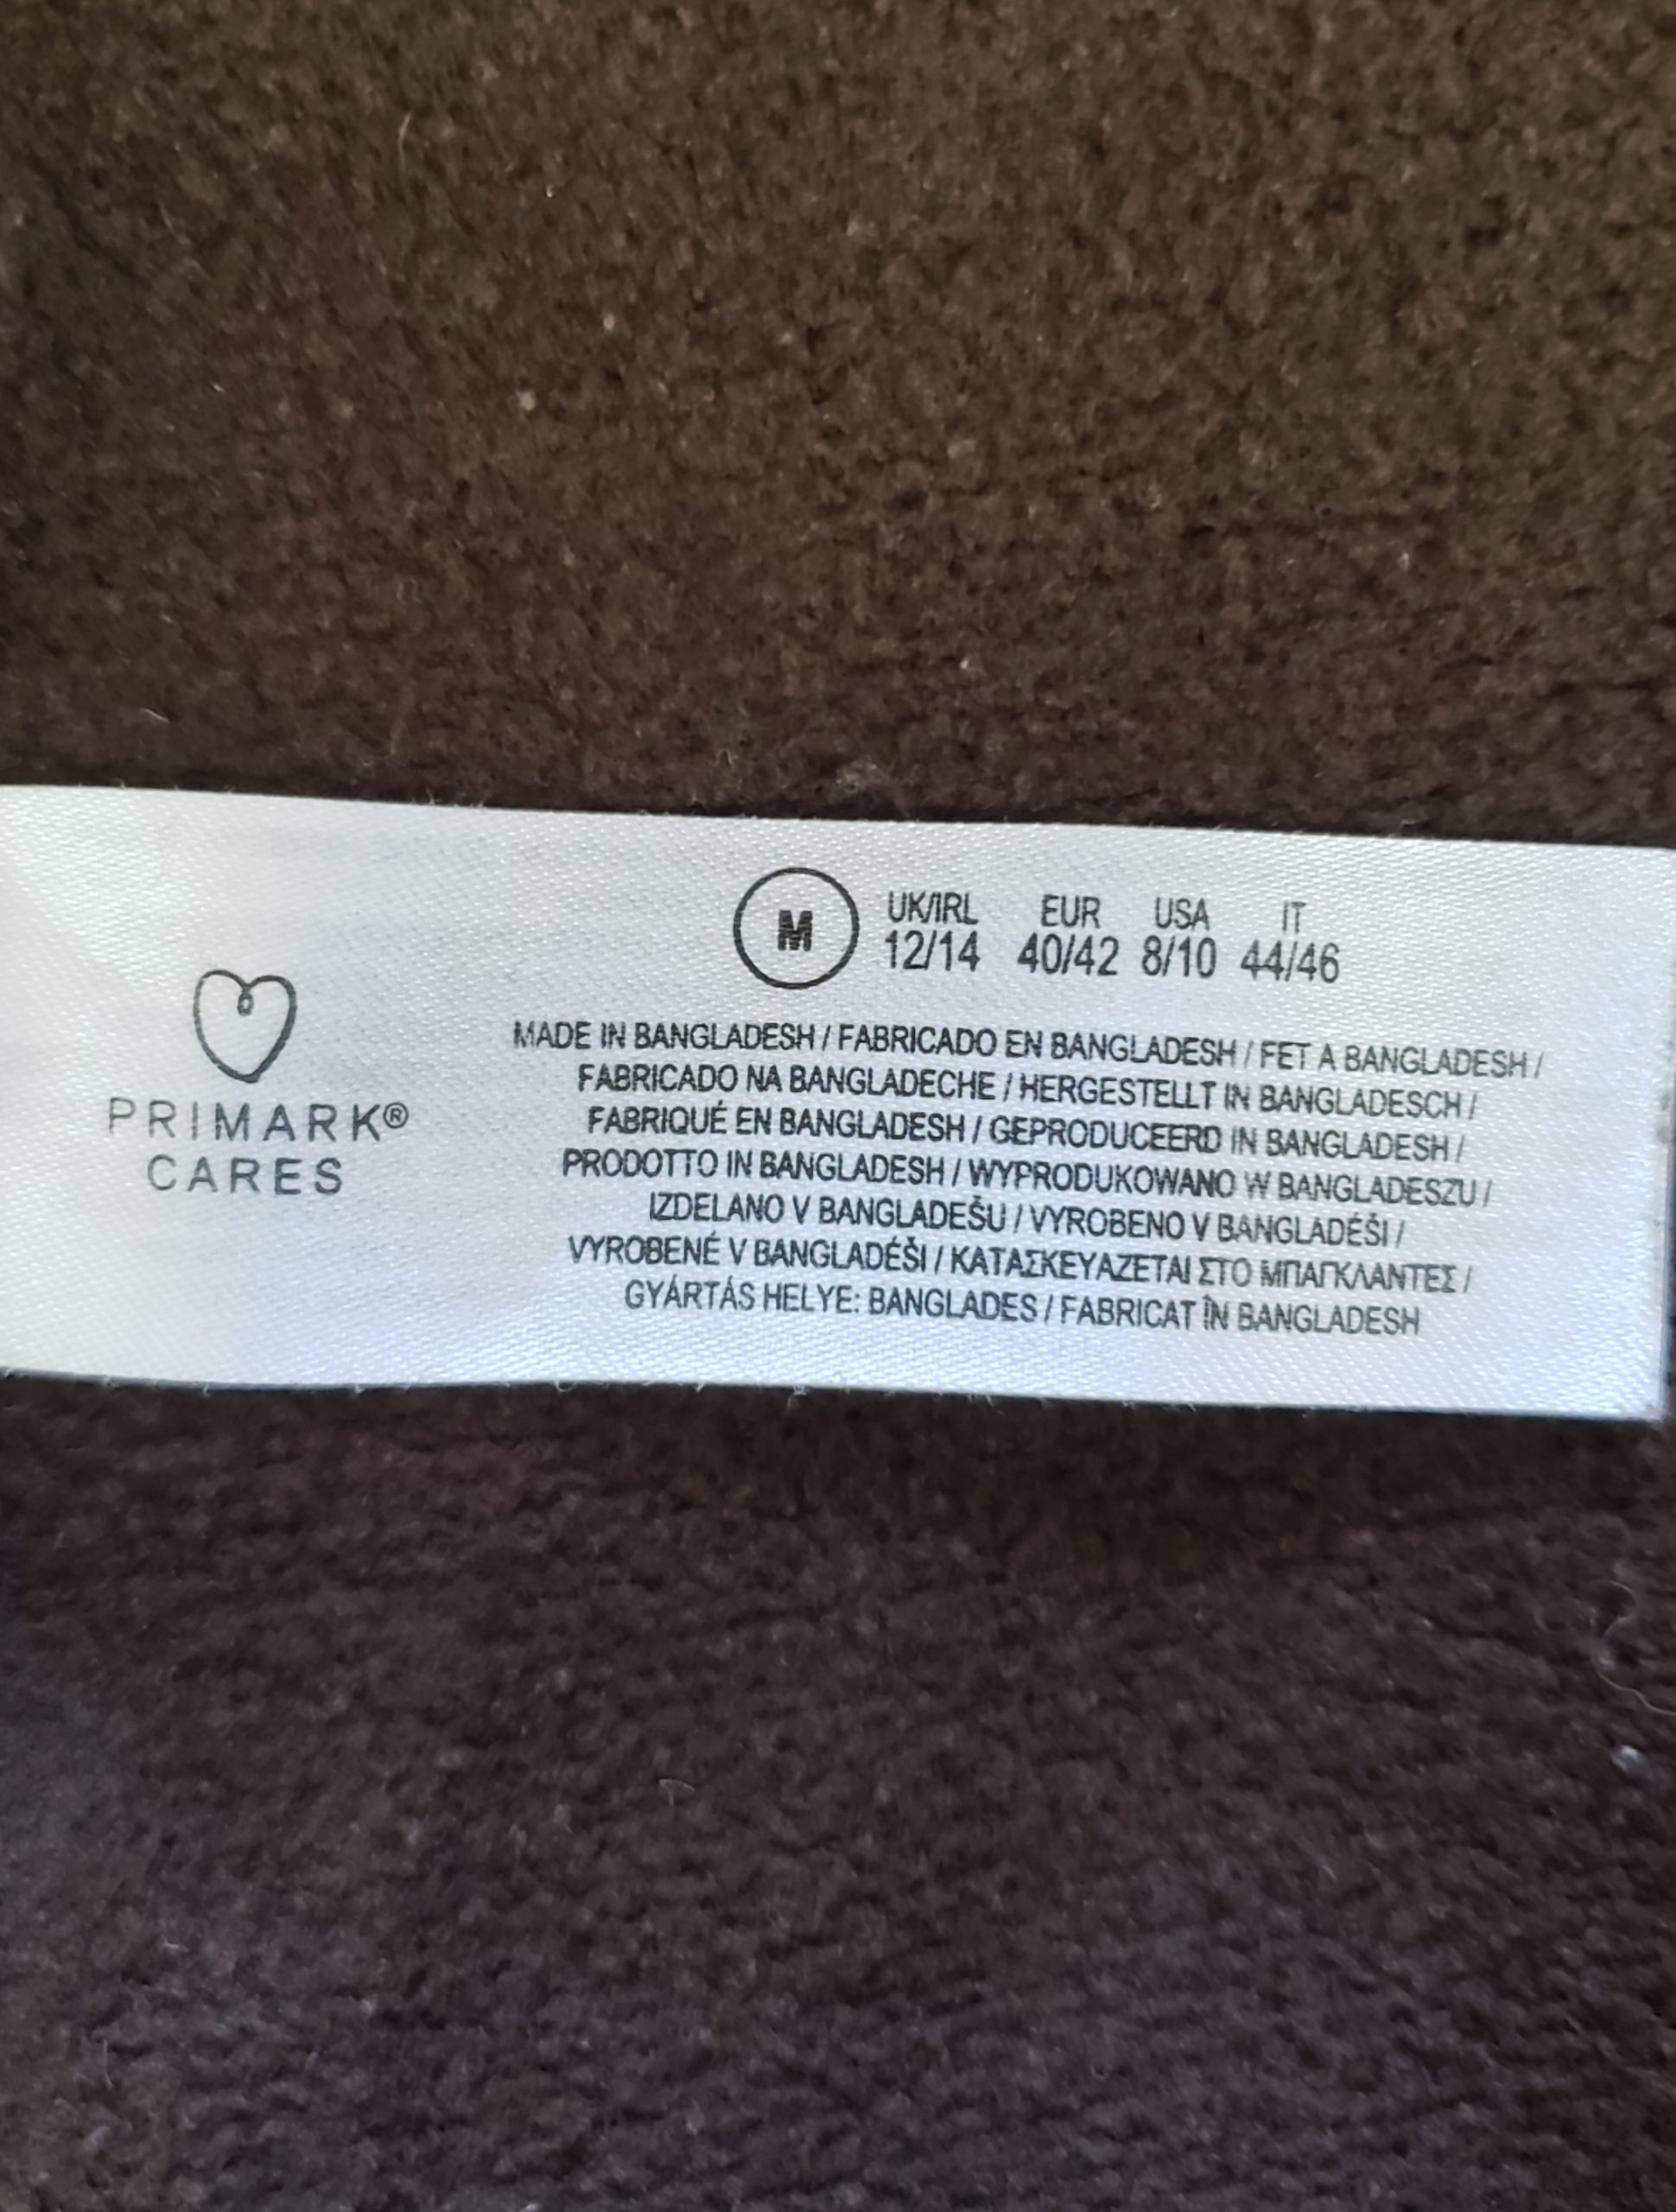 PRIMARK®
CARES
M
UK/IRL EUR USA IT
12/14 40/42 8/10 44/46
MADE IN BANGLADESH / FABRICADO EN BANGLADESH / FET A BANGLADESH /
FABRICADO NA BANGLADECHE / HERGESTELLT IN BANGLADESCH /
FABRIQUÉ EN BANGLADESH / GEPRODUCEERD IN BANGLADESH /
PRODOTTO IN BANGLADESH / WYPRODUKOWANO W BANGLADESZU /
IZDELANO V BANGLADEŠU / VYROBENO V BANGLADÉŠI /
VYROBENÉ V BANGLADÉŠI / ΚΑΤΑΣΚΕΥΑΖΕΤΑΙ ΣΤΟ ΜΠΑΓΚΛΑΝΤΕΣ /
GYÁRTÁS HELYE: BANGLADES / FABRICAT ÎN BANGLADESH